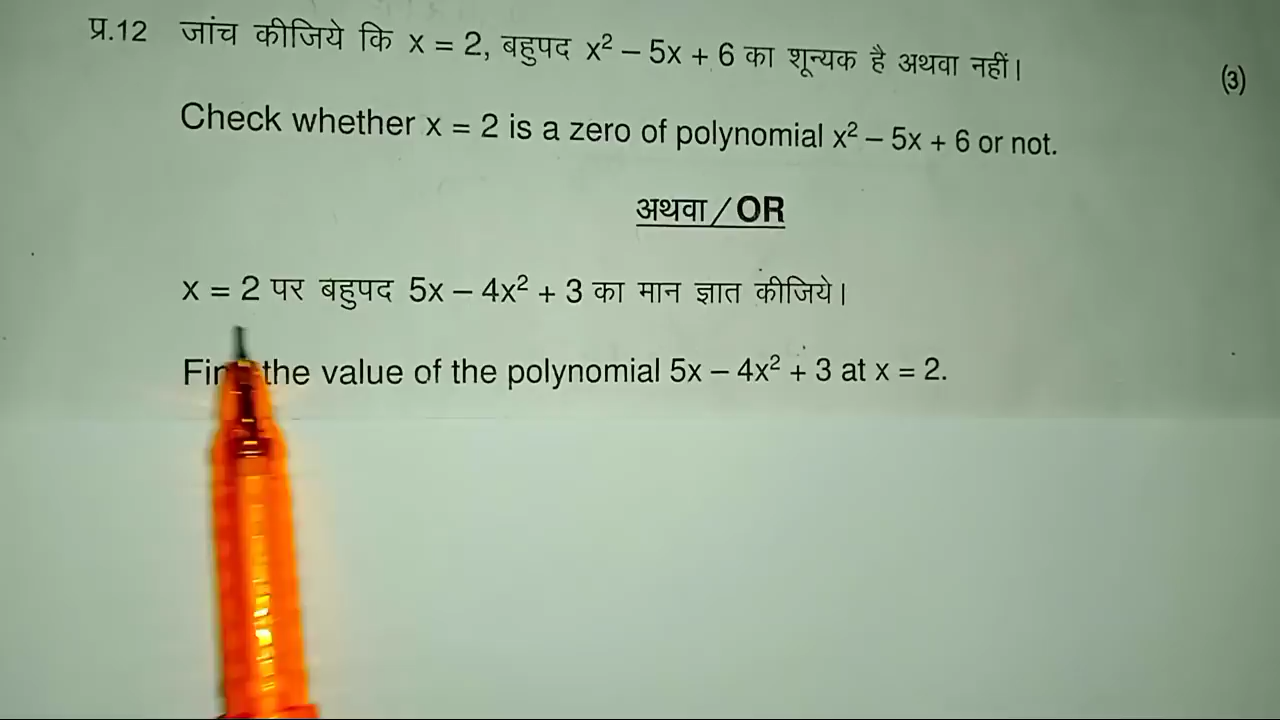 प्र.12 जांच कीजिये कि x = 2, बहुपद x² – 5x + 6 का शून्यक है अथवा नहीं।
(3)
Check whether x = 2 is a zero of polynomial x² – 5x + 6 or not.
अथवा / OR
x = 2 पर बहुपद 5x – 4x² + 3 का मान ज्ञात कीजिये।
the value of the polynomial 5x – 4x² + 3 at x = 2.